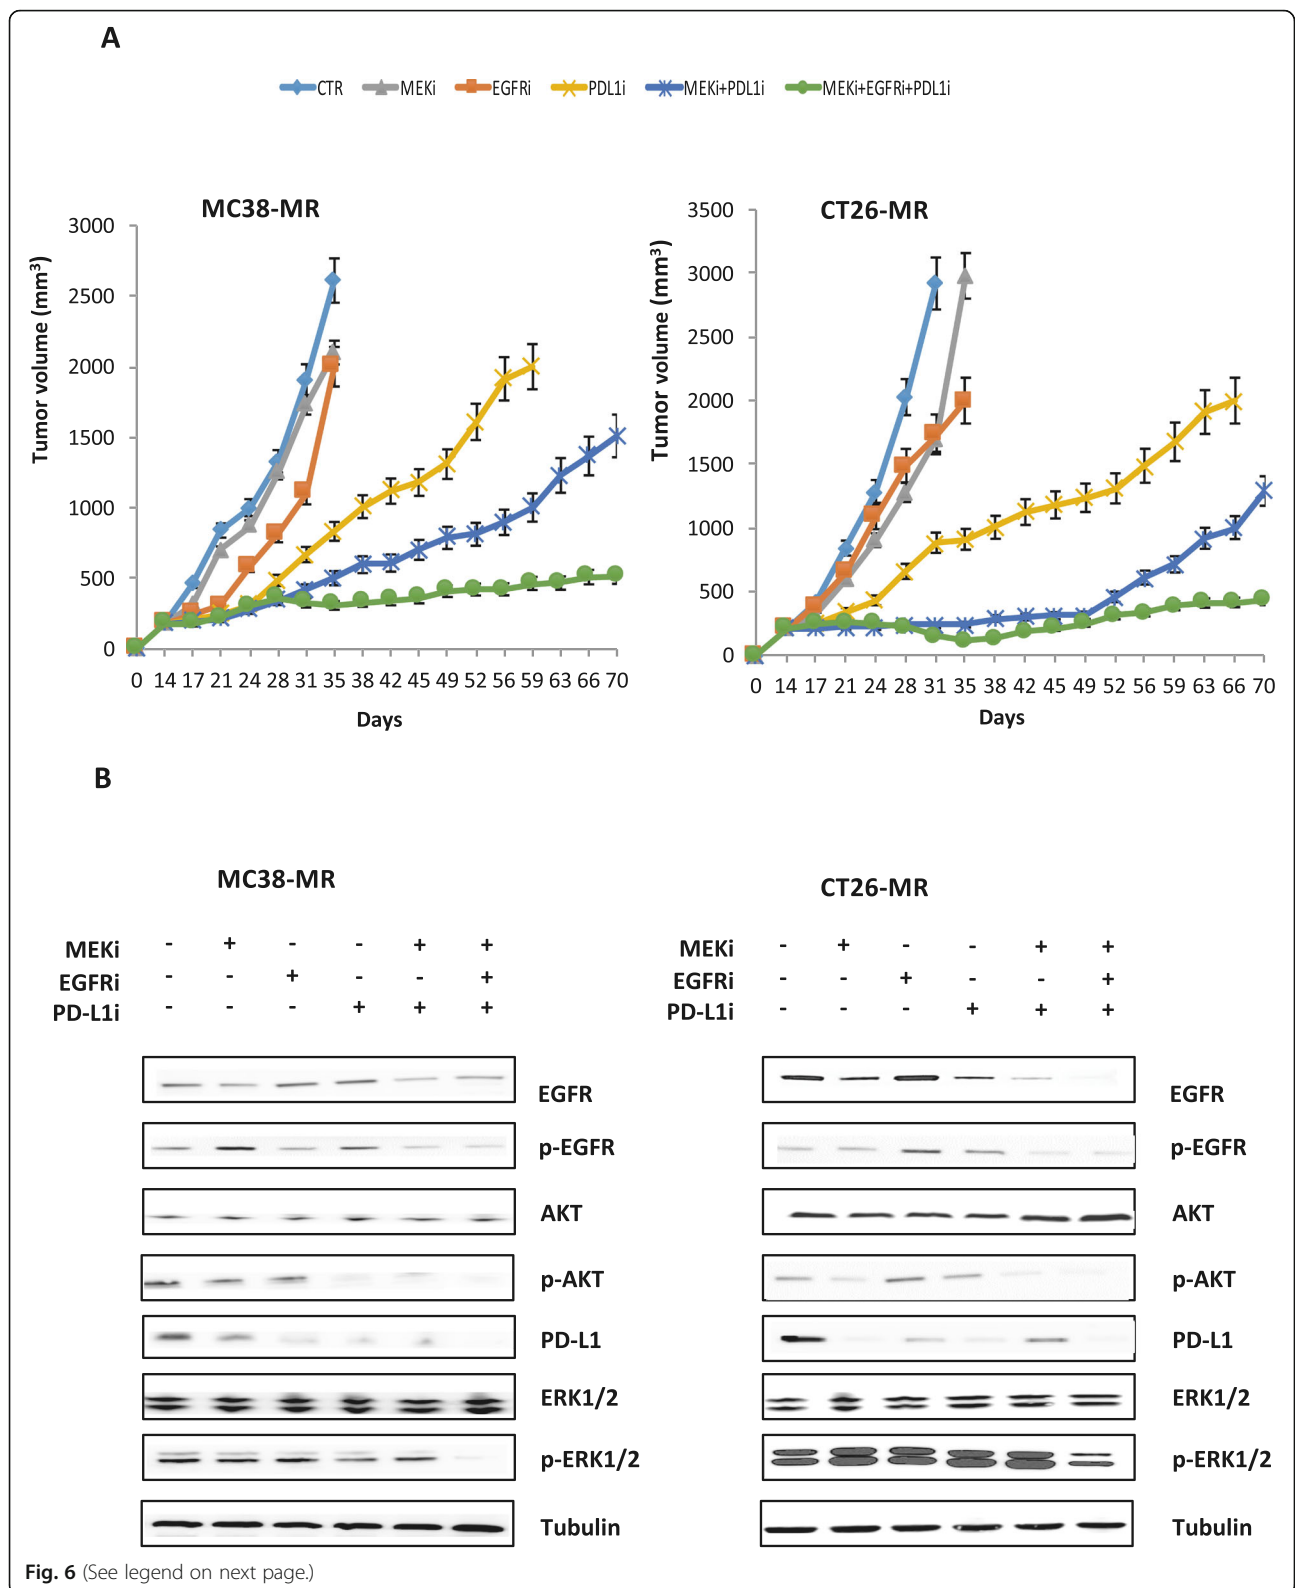 A
CTR MEKi EGFRi PDL1i MEKi+PDL1i MEKi+EGFRi+PDL1i
MC38-MR
Tumor volume (mm³)
3000
2500
2000
1500
1000
500
0
0 14 17 21 24 28 31 35 38 42 45 49 52 56 59 63 66 70
Days
CT26-MR
Tumor volume (mm³)
3500
3000
2500
2000
1500
1000
500
0
0 14 17 21 24 28 31 35 38 42 45 49 52 56 59 63 66 70
Days
B
MC38-MR
MEKi - + - - + +
EGFRi - - + - - +
PD-L1i - - - + + +
EGFR
p-EGFR
AKT
p-AKT
PD-L1
ERK1/2
p-ERK1/2
Tubulin
CT26-MR
MEKi - + - - + +
EGFRi - - + - - +
PD-L1i - - - + + +
EGFR
p-EGFR
AKT
p-AKT
PD-L1
ERK1/2
p-ERK1/2
Tubulin
Fig. 6 (See legend on next page.)